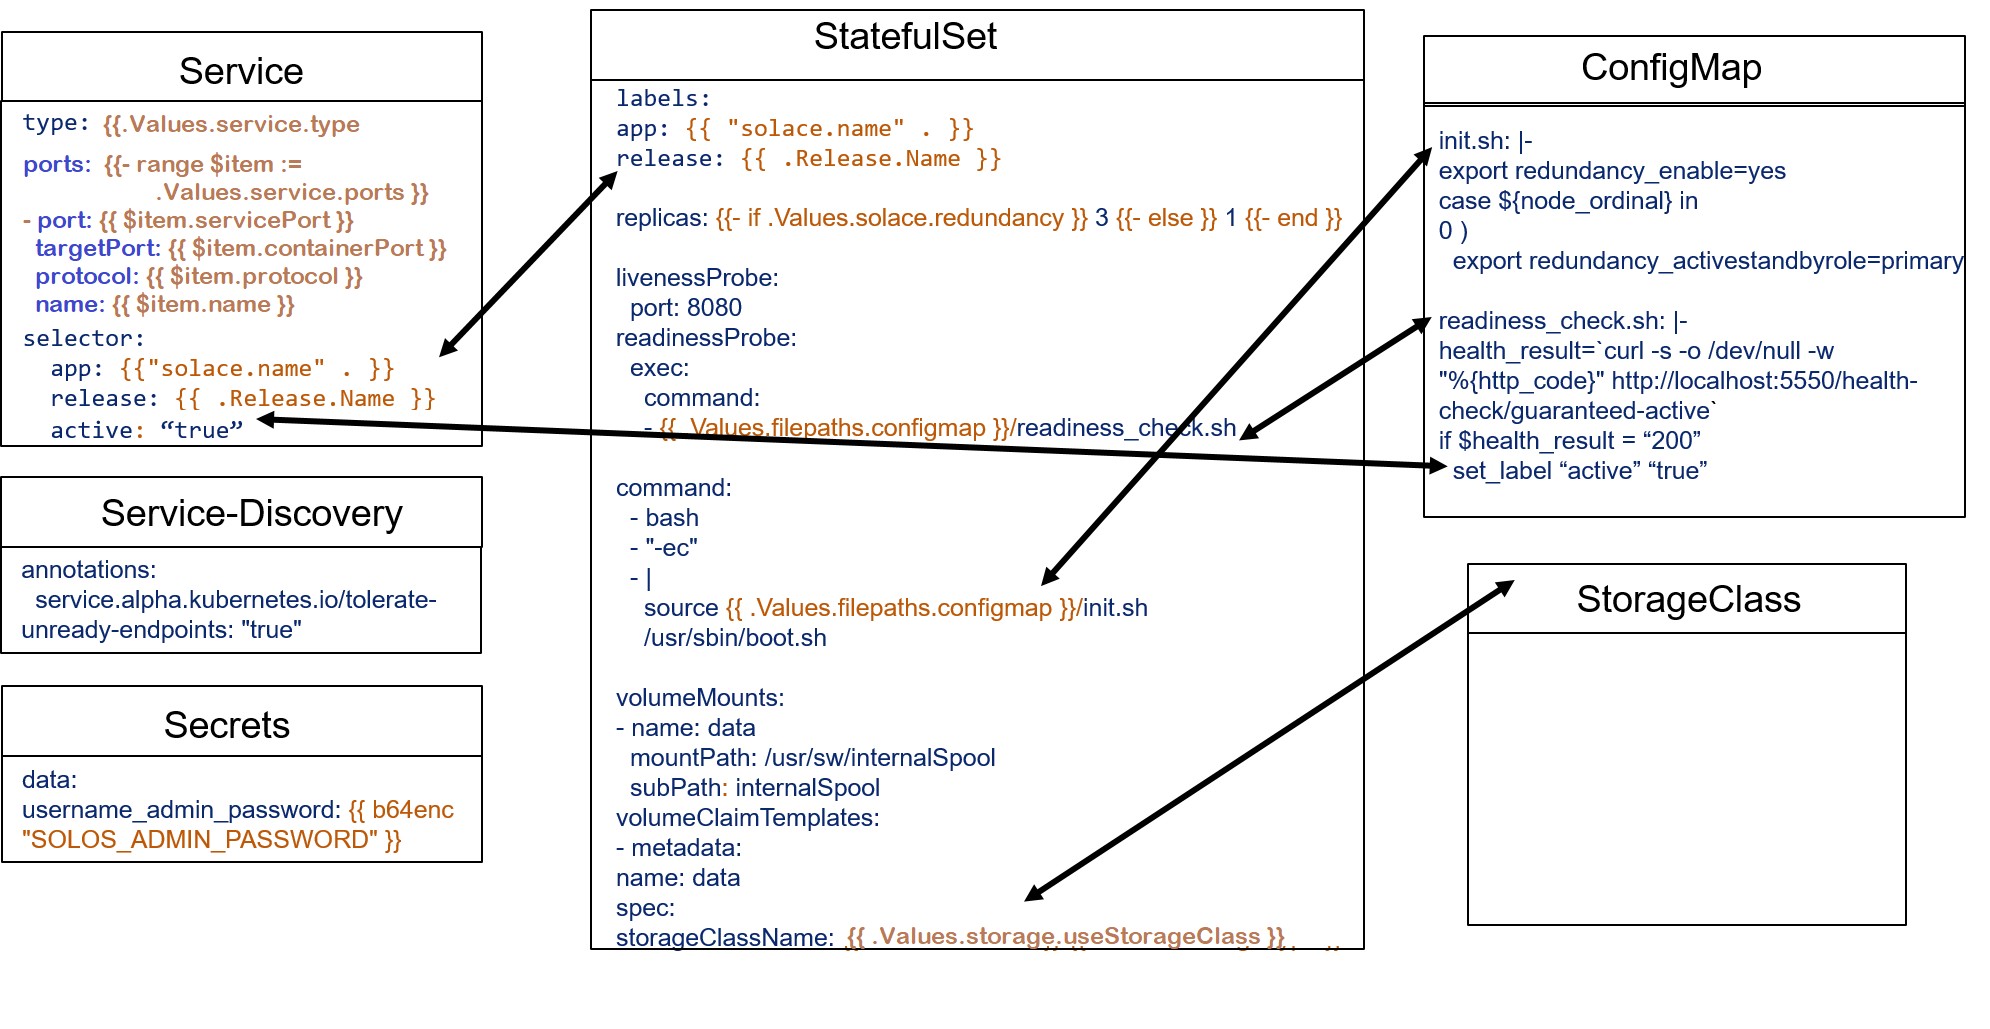 Service
type: {{.Values.service.type
ports: {{- range $item :=
.Values.service.ports }}
- port: {{ $item.servicePort }}
targetPort: {{ $item.containerPort }}
protocol: {{ $item.protocol }}
name: {{ $item.name }}
selector:
app: {{"solace.name" . }}
release: {{ .Release.Name }}
active: “true”
Service-Discovery
annotations:
service.alpha.kubernetes.io/tolerate-
unready-endpoints: "true"
Secrets
data:
username_admin_password: {{ b64enc
"SOLOS_ADMIN_PASSWORD" }}
StatefulSet
labels:
app: {{ "solace.name" . }}
release: {{ .Release.Name }}
replicas: {{- if .Values.solace.redundancy }} 3 {{- else }} 1 {{- end }}
livenessProbe:
port: 8080
readinessProbe:
exec:
command:
- {{ .Values.filepaths.configmap }}/readiness_check.sh
command:
- bash
- "-ec"
- |
source {{ .Values.filepaths.configmap }}/init.sh
/usr/sbin/boot.sh
volumeMounts:
- name: data
mountPath: /usr/sw/internalSpool
subPath: internalSpool
volumeClaimTemplates:
- metadata:
name: data
spec:
storageClassName: {{ .Values.storage.useStorageClass }}
ConfigMap
init.sh: |-
export redundancy_enable=yes
case ${node_ordinal} in
0 )
export redundancy_activestandbyrole=primary
readiness_check.sh: |-
health_result=`curl -s -o /dev/null -w
"%{http_code}" http://localhost:5550/health-
check/guaranteed-active`
if $health_result = “200”
set_label “active” “true”
StorageClass